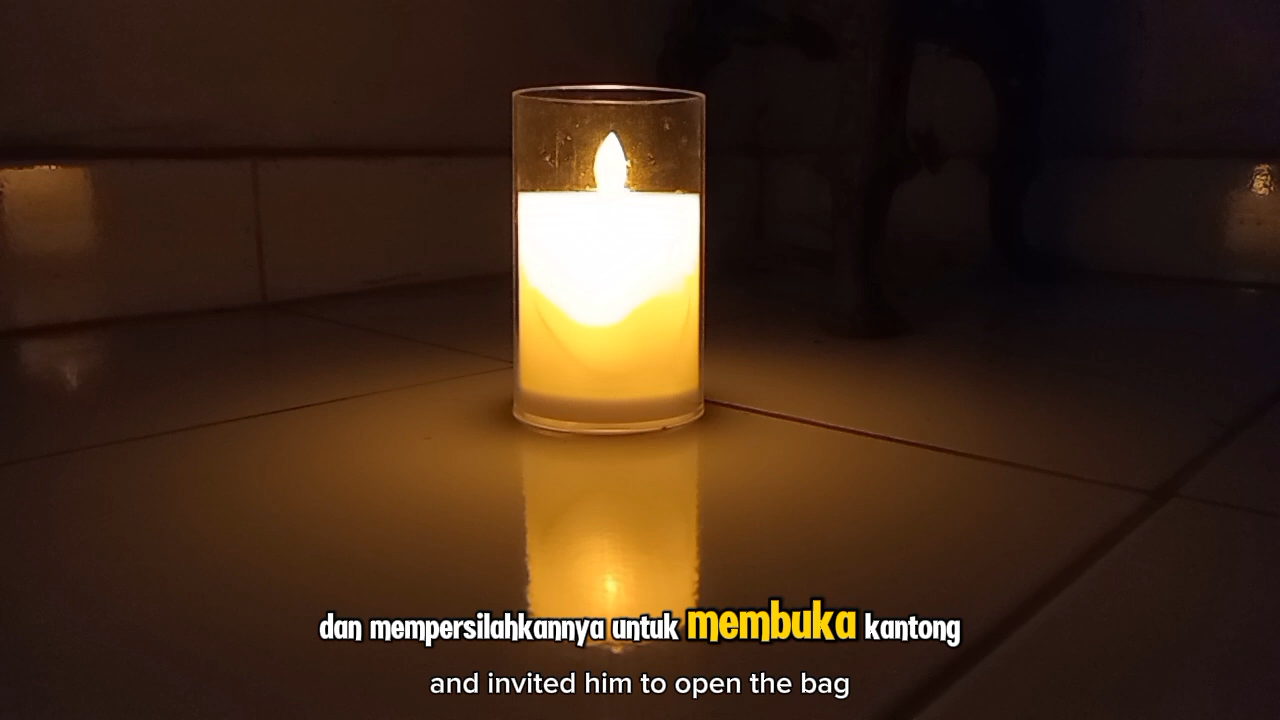 dan mempersilahkannya untuk membuka kantong
and invited him to open the bag